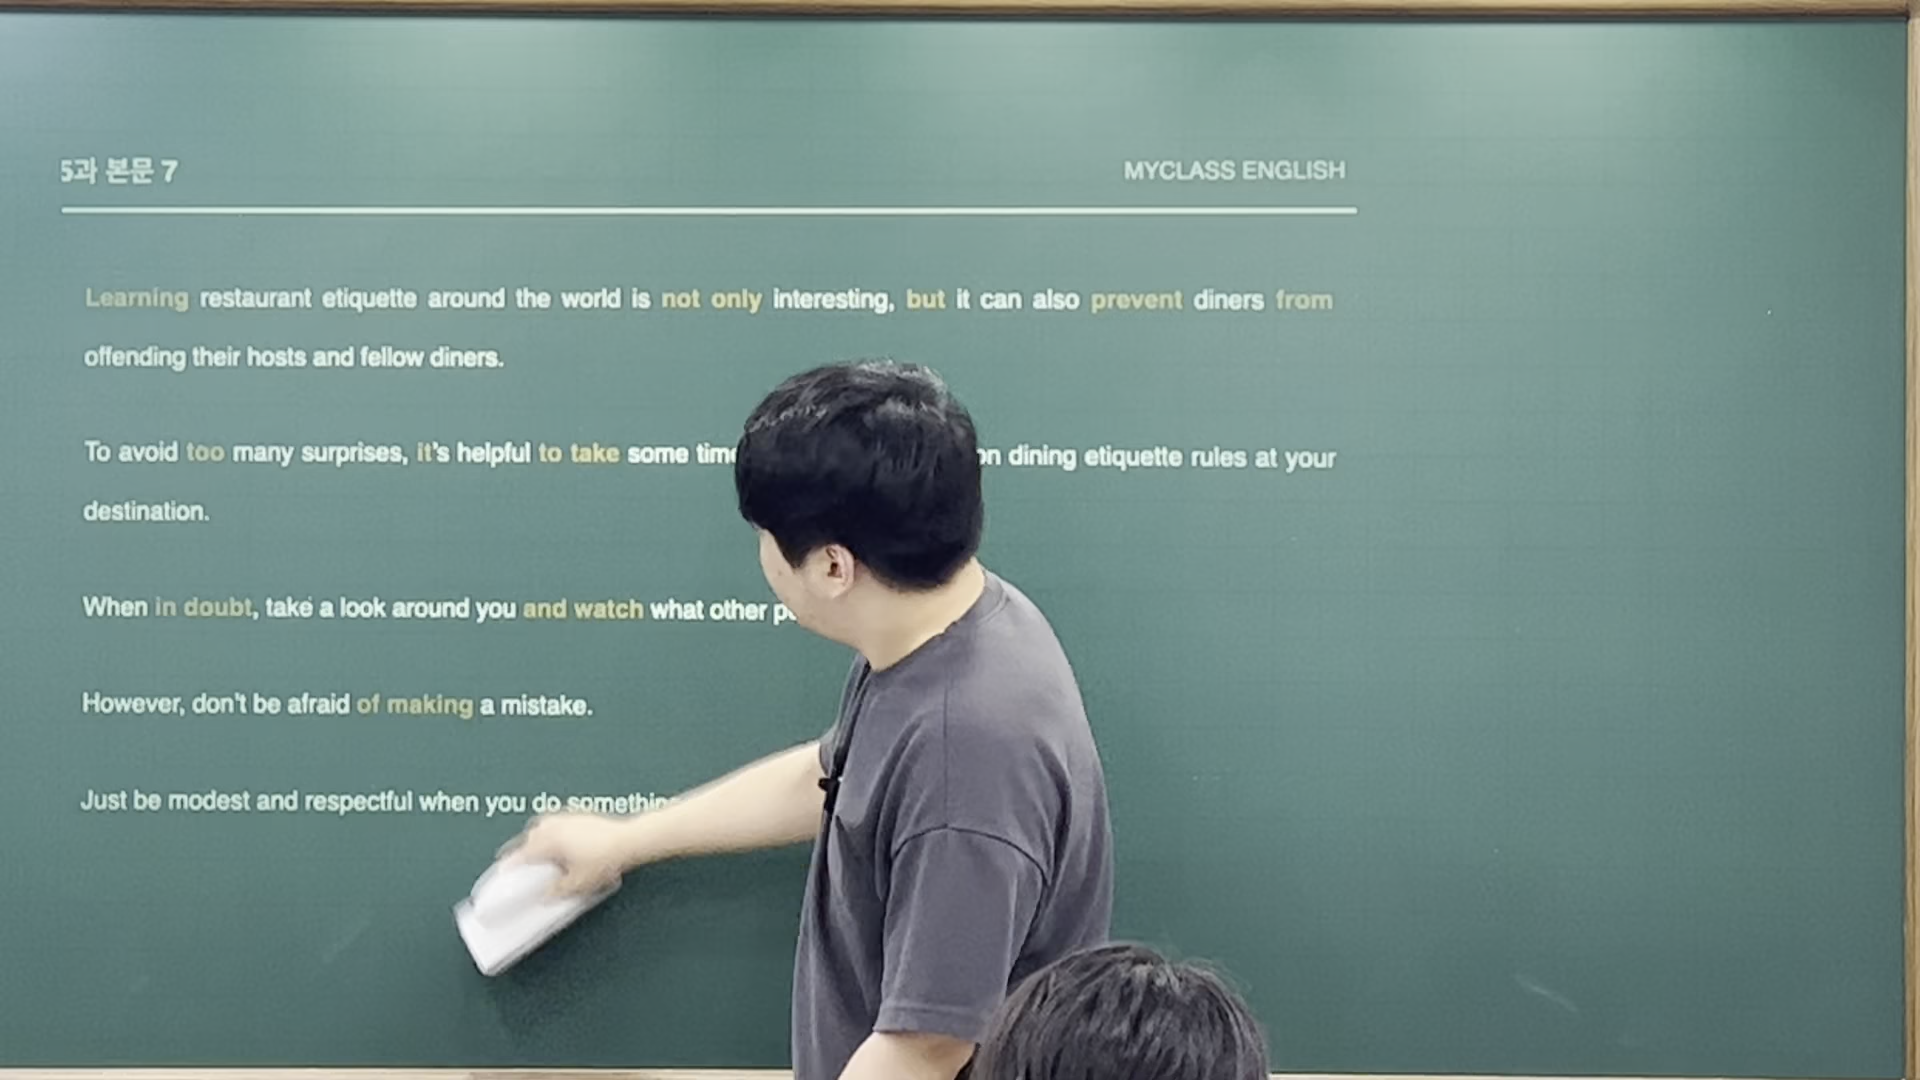 5과 본문 7
MYCLASS ENGLISH
Learning restaurant etiquette around the world is not only interesting, but it can also prevent diners from
offending their hosts and fellow diners.
To avoid too many surprises, it's helpful to take some time on dining etiquette rules at your
destination.
When in doubt, take a look around you and watch what other
However, don't be afraid of making a mistake.
Just be modest and respectful when you do